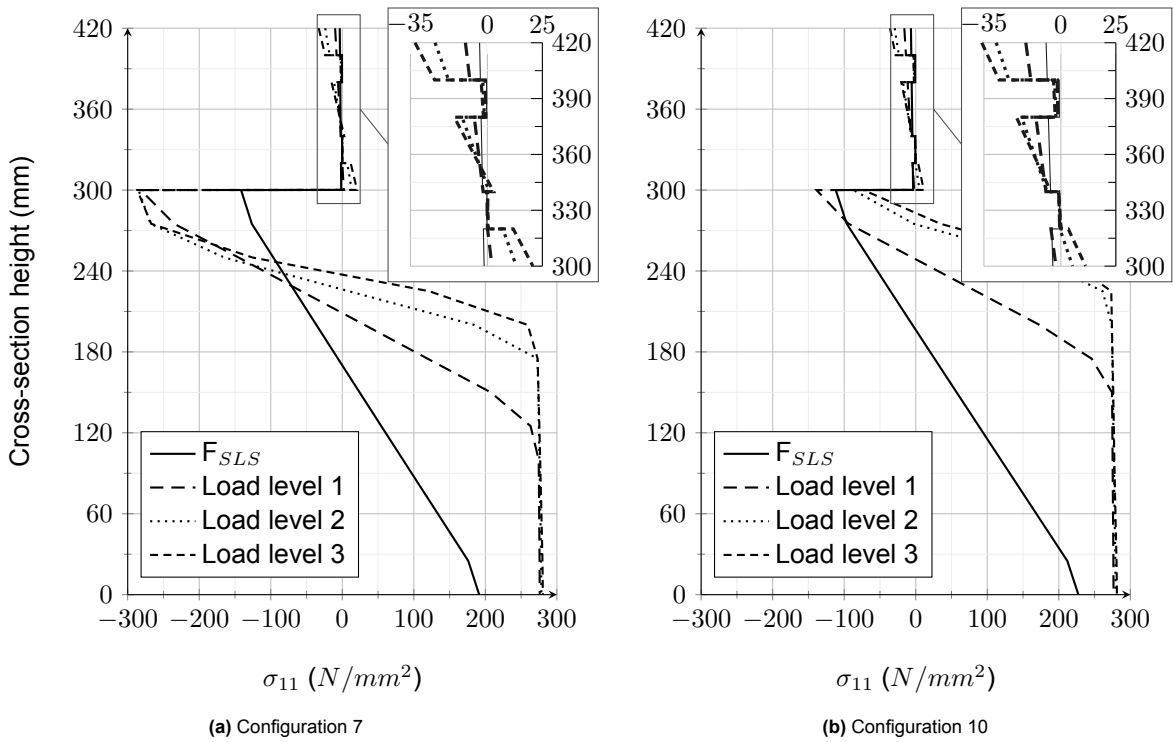 −35 0 25
420
390
360
330
300
420
360
300
240
180
120
60
0
−300 −200 −100 0 100 200 300
Cross-section height (mm)
F_SLS
Load level 1
Load level 2
Load level 3
σ11 (N/mm²)
(a) Configuration 7
−35 0 25
420
390
360
330
300
420
360
300
240
180
120
60
0
−300 −200 −100 0 100 200 300
F_SLS
Load level 1
Load level 2
Load level 3
σ11 (N/mm²)
(b) Configuration 10